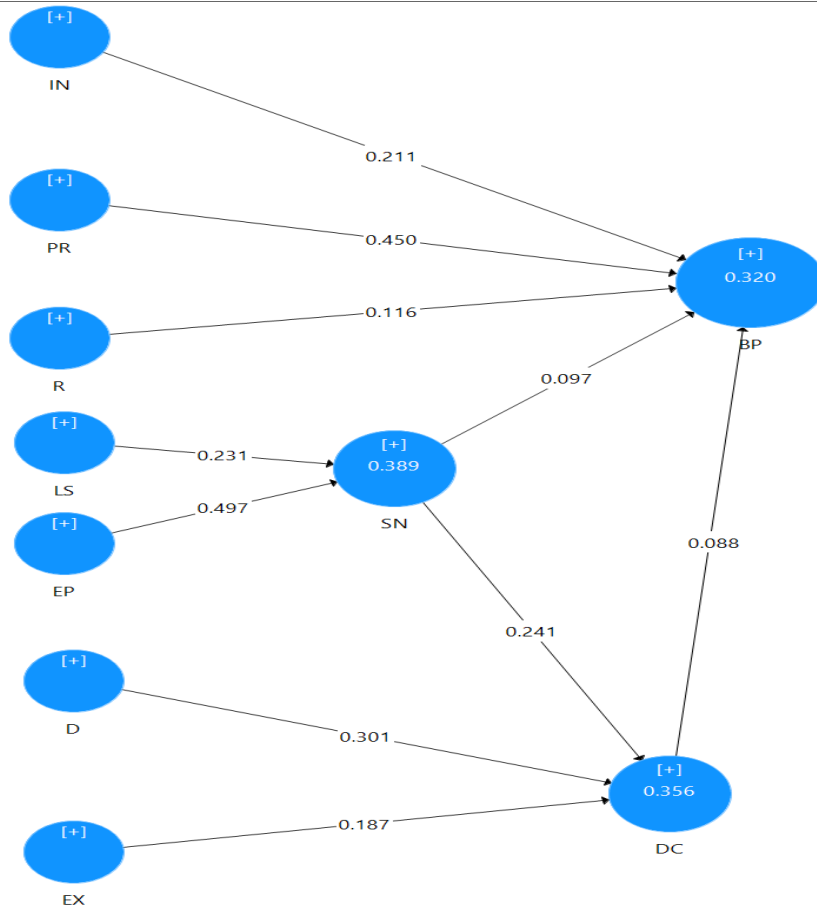 [+]
IN
0.211
[+]
PR
0.450
[+]
0.320
BP
[+]
R
0.116
0.097
[+]
LS
0.231
[+]
0.389
SN
[+]
EP
0.497
0.088
0.241
[+]
D
0.301
[+]
0.356
DC
[+]
EX
0.187